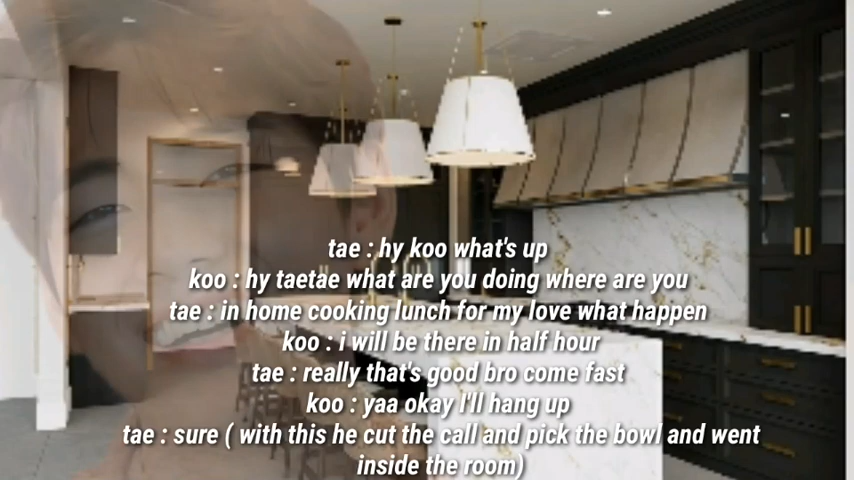 tae : hy koo what's up
koo : hy taetae what are you doing where are you
tae : in home cooking lunch for my love what happen
koo : i will be there in half hour
tae : really that's good bro come fast
koo : yaa okay I'll hang up
tae : sure ( with this he cut the call and pick the bowl and went
inside the room)